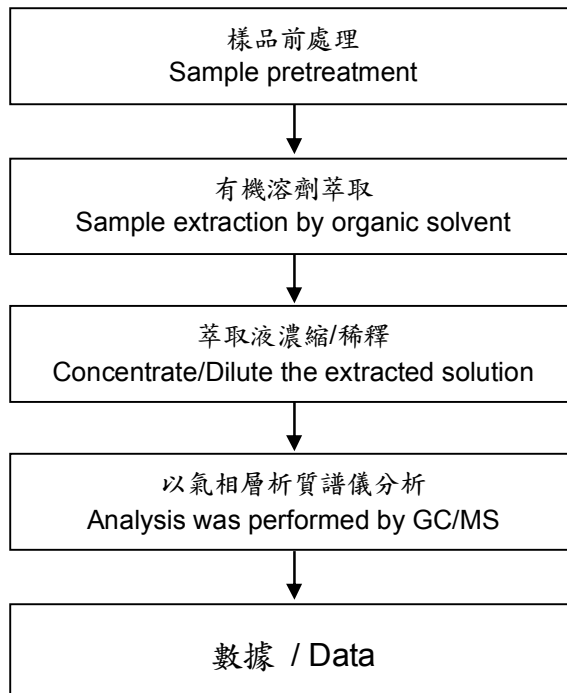 樣品前處理
Sample pretreatment
有機溶劑萃取
Sample extraction by organic solvent
萃取液濃縮/稀釋
Concentrate/Dilute the extracted solution
以氣相層析質譜儀分析
Analysis was performed by GC/MS
數據 / Data